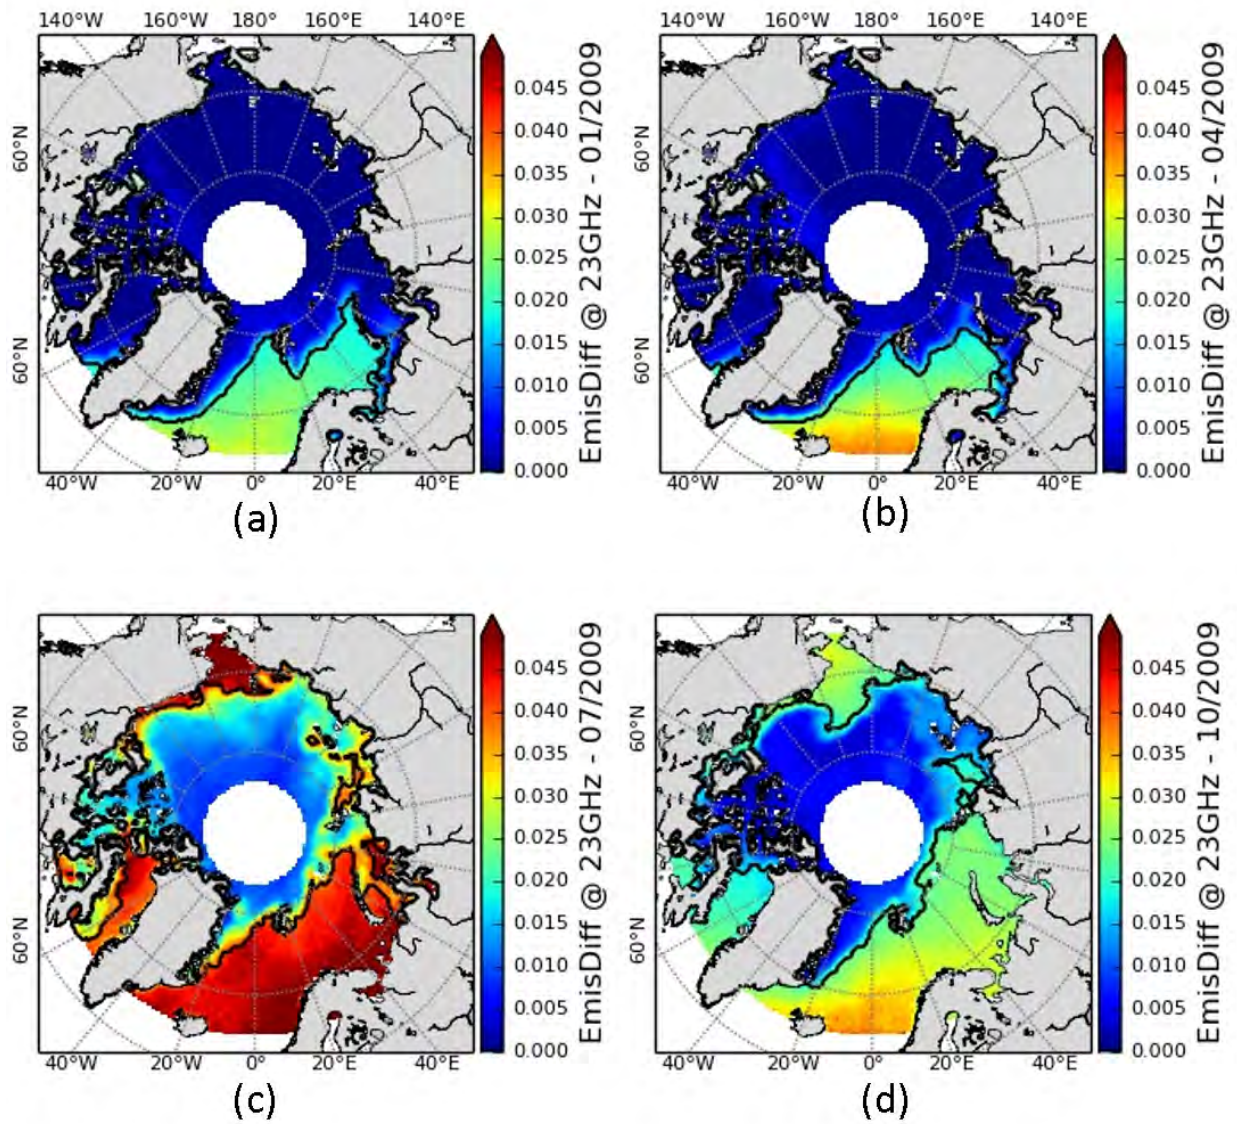 140°W 160°W 180° 160°E 140°E
60°N
60°N
40°W 20°W 0° 20°E 40°E
0.045
0.040
0.035
0.030
0.025
0.020
0.015
0.010
0.005
0.000
EmisDiff @ 23GHz - 01/2009
(a)
140°W 160°W 180° 160°E 140°E
60°N
60°N
40°W 20°W 0° 20°E 40°E
0.045
0.040
0.035
0.030
0.025
0.020
0.015
0.010
0.005
0.000
EmisDiff @ 23GHz - 04/2009
(b)
60°N
60°N
40°W 20°W 0° 20°E 40°E
0.045
0.040
0.035
0.030
0.025
0.020
0.015
0.010
0.005
0.000
EmisDiff @ 23GHz - 07/2009
(c)
60°N
60°N
40°W 20°W 0° 20°E 40°E
0.045
0.040
0.035
0.030
0.025
0.020
0.015
0.010
0.005
0.000
EmisDiff @ 23GHz - 10/2009
(d)